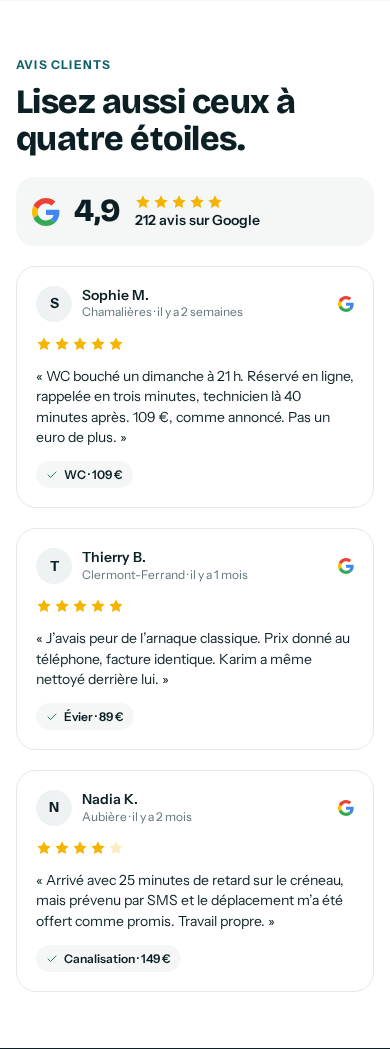 AVIS CLIENTS
Lisez aussi ceux à
quatre étoiles.
4,9
212 avis sur Google
S
Sophie M.
Chamalières · il y a 2 semaines
« WC bouché un dimanche à 21 h. Réservé en ligne,
rappelée en trois minutes, technicien là 40
minutes après. 109 €, comme annoncé. Pas un
euro de plus. »
WC · 109 €
T
Thierry B.
Clermont-Ferrand · il y a 1 mois
« J’avais peur de l’arnaque classique. Prix donné au
téléphone, facture identique. Karim a même
nettoyé derrière lui. »
Évier · 89 €
N
Nadia K.
Aubière · il y a 2 mois
« Arrivé avec 25 minutes de retard sur le créneau,
mais prévenu par SMS et le déplacement m’a été
offert comme promis. Travail propre. »
Canalisation · 149 €